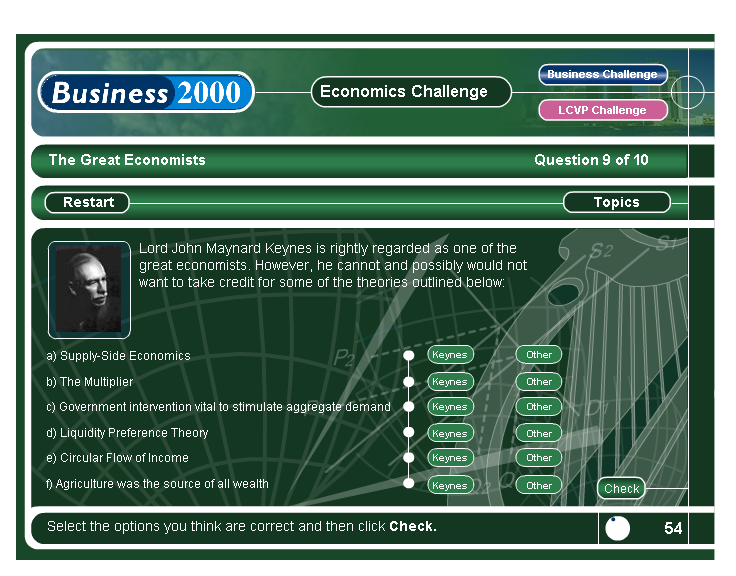 Business 2000
Economics Challenge
Business Challenge
LCVP Challenge
The Great Economists
Question 9 of 10
Restart
Topics
Lord John Maynard Keynes is rightly regarded as one of the
great economists. However, he cannot and possibly would not
want to take credit for some of the theories outlined below:
S2
S1
P2
a) Supply-Side Economics Keynes Other
b) The Multiplier Keynes Other
c) Government intervention vital to stimulate aggregate demand Keynes Other
d) Liquidity Preference Theory Keynes Other
e) Circular Flow of Income Keynes Other
f) Agriculture was the source of all wealth Keynes Other
Check
Select the options you think are correct and then click Check.
54